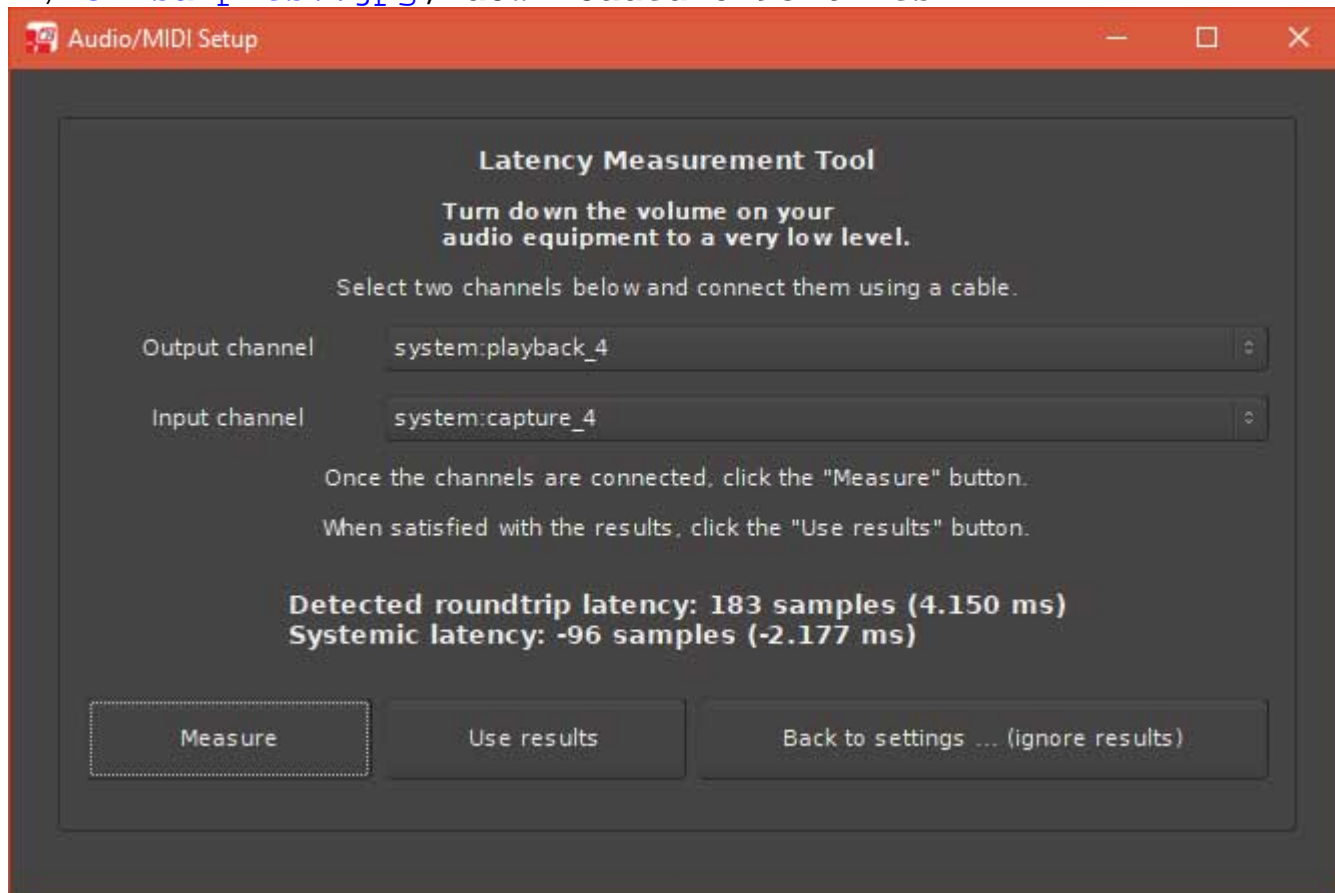 Audio/MIDI Setup
Latency Measurement Tool
Turn down the volume on your
audio equipment to a very low level.
Select two channels below and connect them using a cable.
Output channel system:playback_4
Input channel system:capture_4
Once the channels are connected, click the "Measure" button.
When satisfied with the results, click the "Use results" button.
Detected roundtrip latency: 183 samples (4.150 ms)
Systemic latency: -96 samples (-2.177 ms)
Measure Use results Back to settings ... (ignore results)